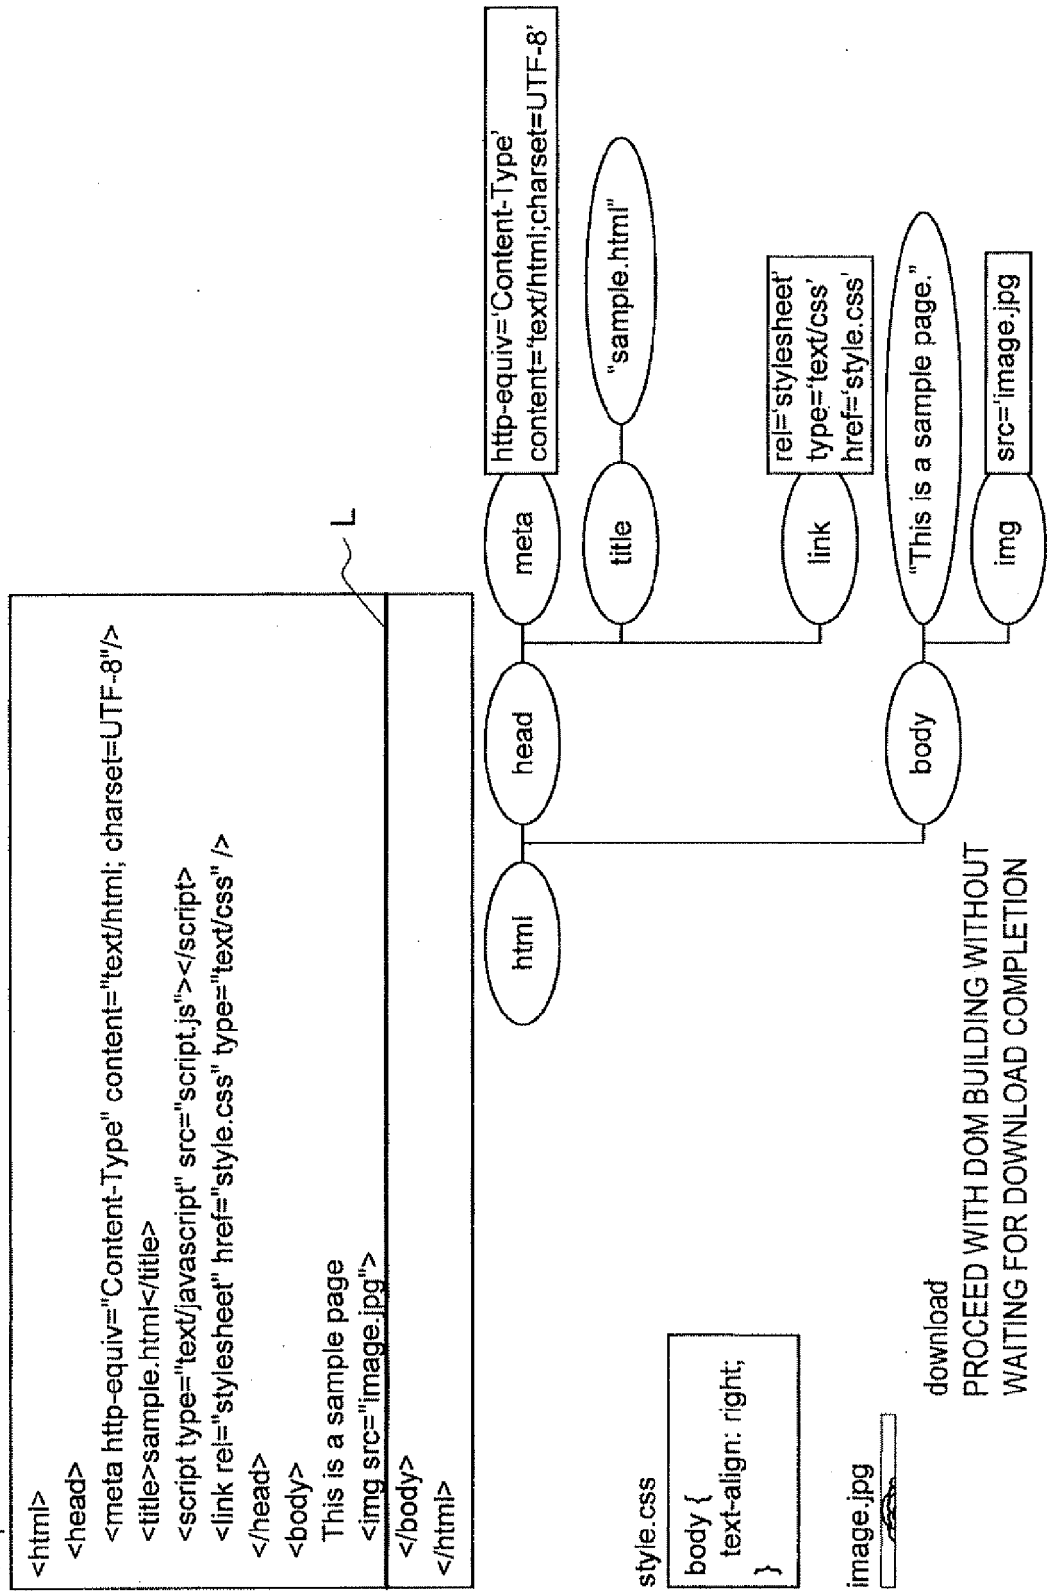 <html>
<head>
<meta http-equiv="Content-Type" content="text/html; charset=UTF-8"/>
<title>sample.html</title>
<script type="text/javascript" src="script.js"></script>
<link rel="stylesheet" href="style.css" type="text/css" />
</head>
<body>
This is a sample page
<img src="image.jpg">
</body>
</html>
L
html
head
meta
http-equiv='Content-Type'
content='text/html;charset=UTF-8'
title
"sample.html"
link
rel='stylesheet'
type='text/css'
href='style.css'
body
"This is a sample page."
img
src='image.jpg
style.css
body {
text-align: right;
}
image.jpg
download
PROCEED WITH DOM BUILDING WITHOUT
WAITING FOR DOWNLOAD COMPLETION